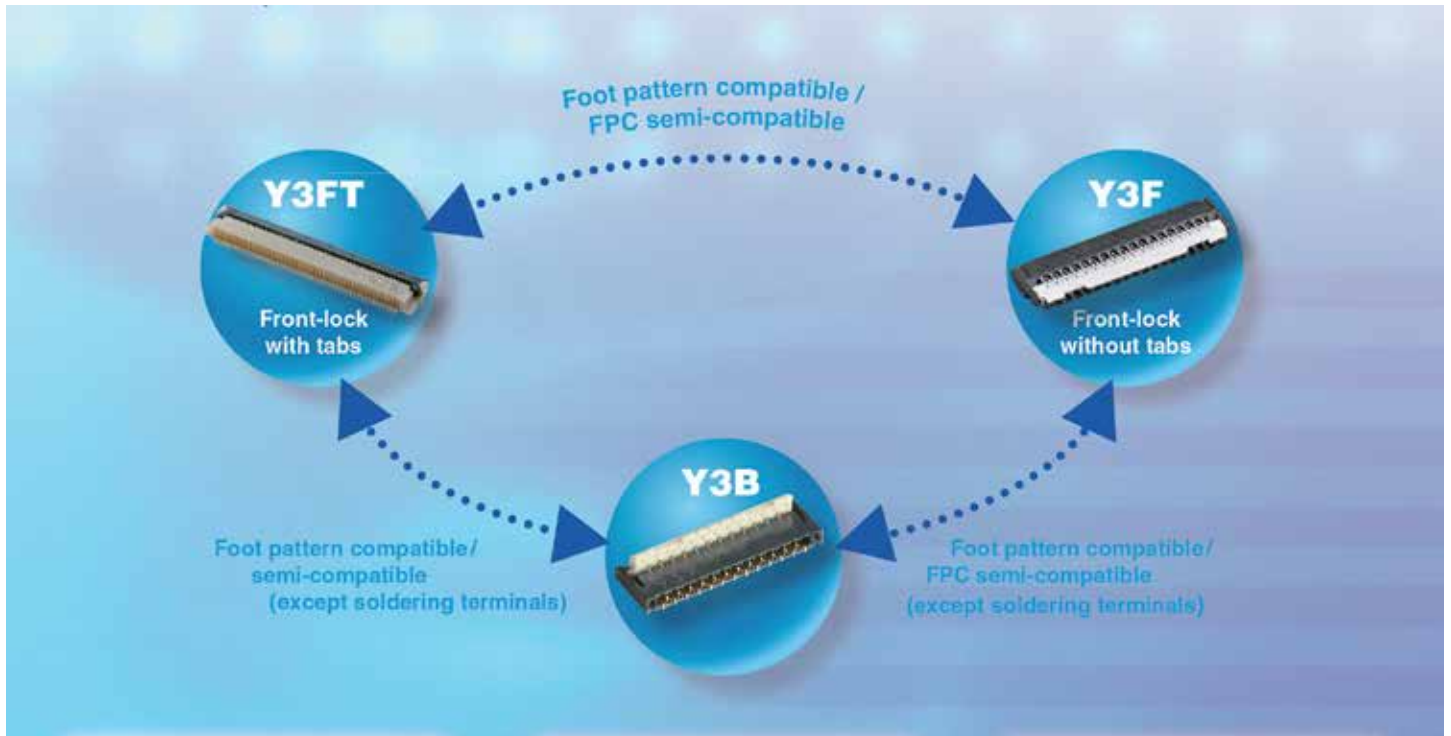 Foot pattern compatible /
FPC semi-compatible
Y3FT
Front-lock
with tabs
Y3F
Front-lock
without tabs
Y3B
Foot pattern compatible/
semi-compatible
(except soldering terminals)
Foot pattern compatible/
FPC semi-compatible
(except soldering terminals)